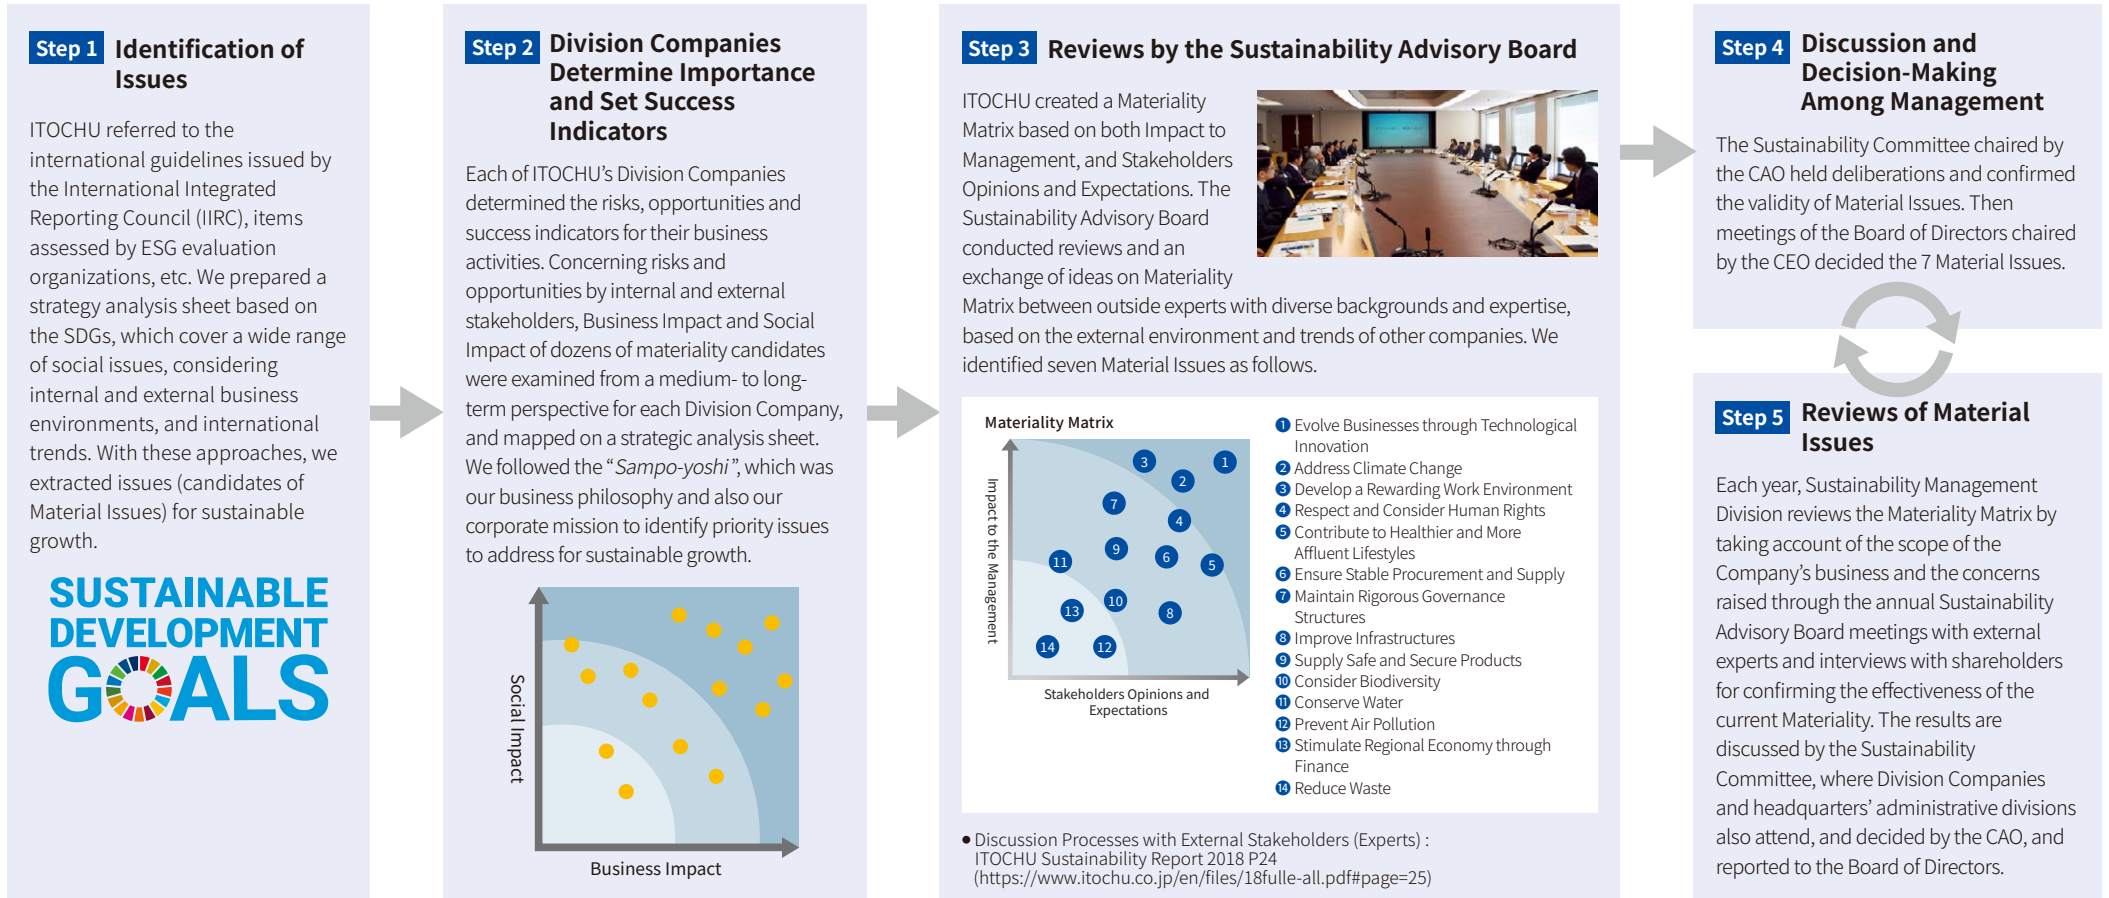 Step 1 Identification of
Issues
ITOCHU referred to the
international guidelines issued by
the International Integrated
Reporting Council (IIRC), items
assessed by ESG evaluation
organizations, etc. We prepared a
strategy analysis sheet based on
the SDGs, which cover a wide range
of social issues, considering
internal and external business
environments, and international
trends. With these approaches, we
extracted issues (candidates of
Material Issues) for sustainable
growth.
SUSTAINABLE
DEVELOPMENT
GOALS
Step 2 Division Companies
Determine Importance
and Set Success
Indicators
Each of ITOCHU's Division Companies
determined the risks, opportunities and
success indicators for their business
activities. Concerning risks and
opportunities by internal and external
stakeholders, Business Impact and Social
Impact of dozens of materiality candidates
were examined from a medium- to long-
term perspective for each Division Company,
and mapped on a strategic analysis sheet.
We followed the “Sampo-yoshi”, which was
our business philosophy and also our
corporate mission to identify priority issues
to address for sustainable growth.
Social Impact
Business Impact
Step 3 Reviews by the Sustainability Advisory Board
ITOCHU created a Materiality
Matrix based on both Impact to
Management, and Stakeholders
Opinions and Expectations. The
Sustainability Advisory Board
conducted reviews and an
exchange of ideas on Materiality
Matrix between outside experts with diverse backgrounds and expertise,
based on the external environment and trends of other companies. We
identified seven Material Issues as follows.
Materiality Matrix
Impact to the Management
3
1
2
7
4
9
6
5
11
10
13
8
14
12
Stakeholders Opinions and
Expectations
1 Evolve Businesses through Technological
Innovation
2 Address Climate Change
3 Develop a Rewarding Work Environment
4 Respect and Consider Human Rights
5 Contribute to Healthier and More
Affluent Lifestyles
6 Ensure Stable Procurement and Supply
7 Maintain Rigorous Governance
Structures
8 Improve Infrastructures
9 Supply Safe and Secure Products
10 Consider Biodiversity
11 Conserve Water
12 Prevent Air Pollution
13 Stimulate Regional Economy through
Finance
14 Reduce Waste
● Discussion Processes with External Stakeholders (Experts) :
ITOCHU Sustainability Report 2018 P24
(https://www.itochu.co.jp/en/files/18fulle-all.pdf#page=25)
Step 4 Discussion and
Decision-Making
Among Management
The Sustainability Committee chaired by
the CAO held deliberations and confirmed
the validity of Material Issues. Then
meetings of the Board of Directors chaired
by the CEO decided the 7 Material Issues.
Step 5 Reviews of Material
Issues
Each year, Sustainability Management
Division reviews the Materiality Matrix by
taking account of the scope of the
Company's business and the concerns
raised through the annual Sustainability
Advisory Board meetings with external
experts and interviews with shareholders
for confirming the effectiveness of the
current Materiality. The results are
discussed by the Sustainability
Committee, where Division Companies
and headquarters' administrative divisions
also attend, and decided by the CAO, and
reported to the Board of Directors.